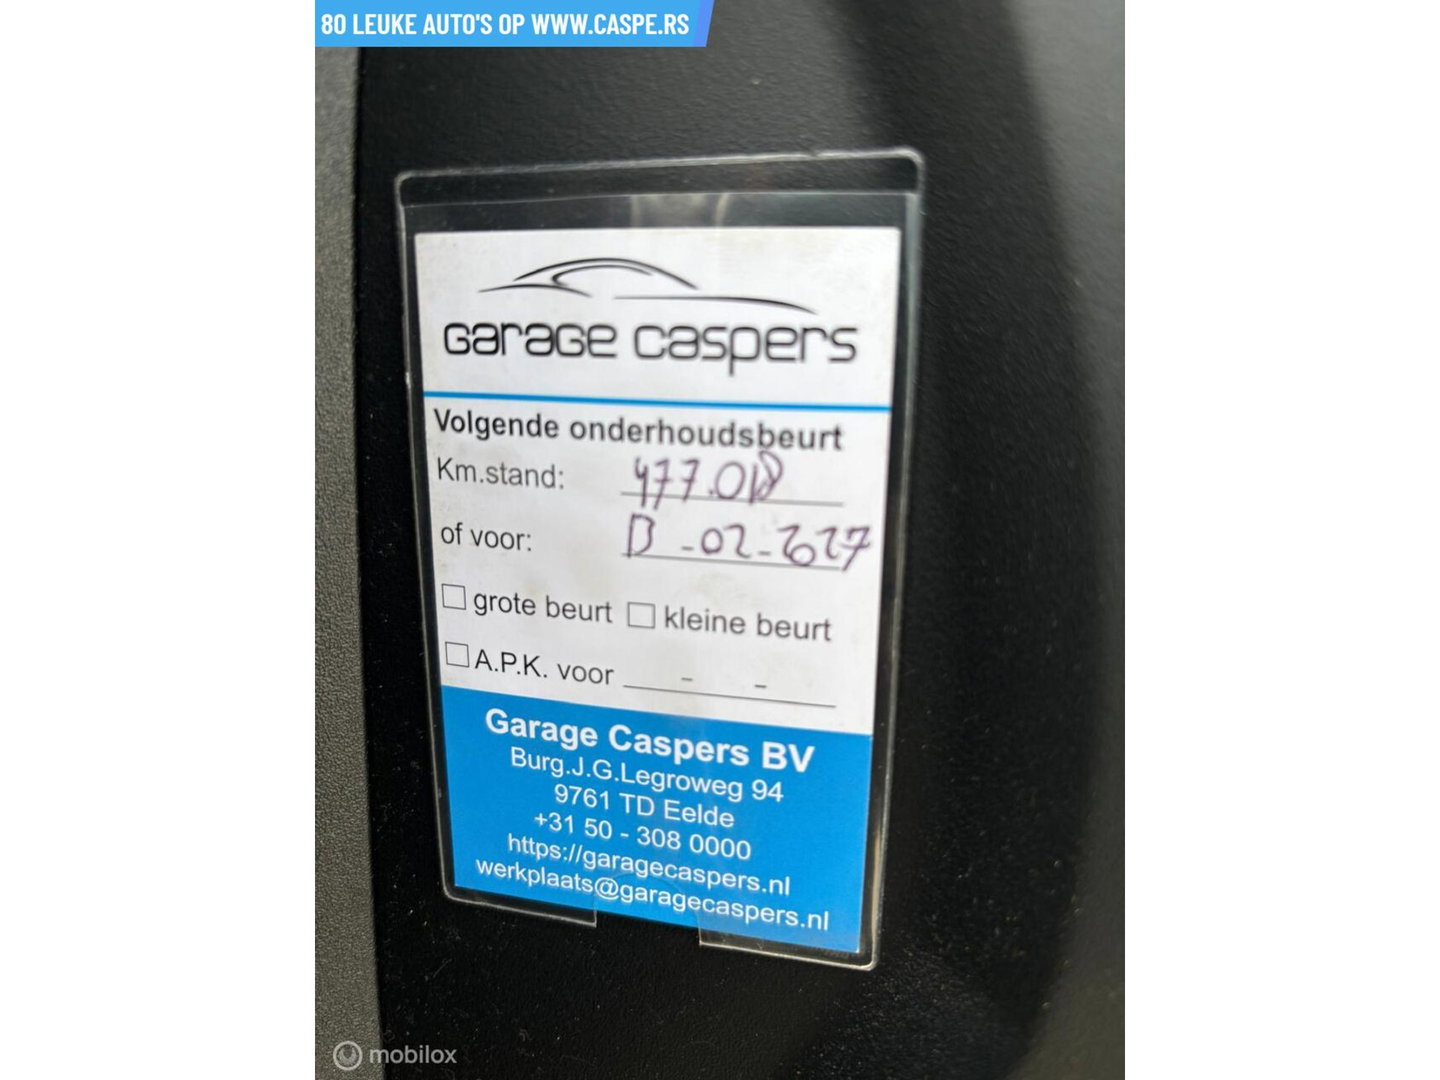 80 LEUKE AUTO'S OP WWW.CASPE.RS
GARAGE CASPERS
Volgende onderhoudsbeurt
Km.stand:
of voor: -02-2027
grote beurt kleine beurt
A.P.K. voor - -
Garage Caspers BV
Burg.J.G.Legroweg 94
9761 TD Eelde
+31 50 - 308 0000
https://garagecaspers.nl
werkplaats@garagecaspers.nl
mobilox